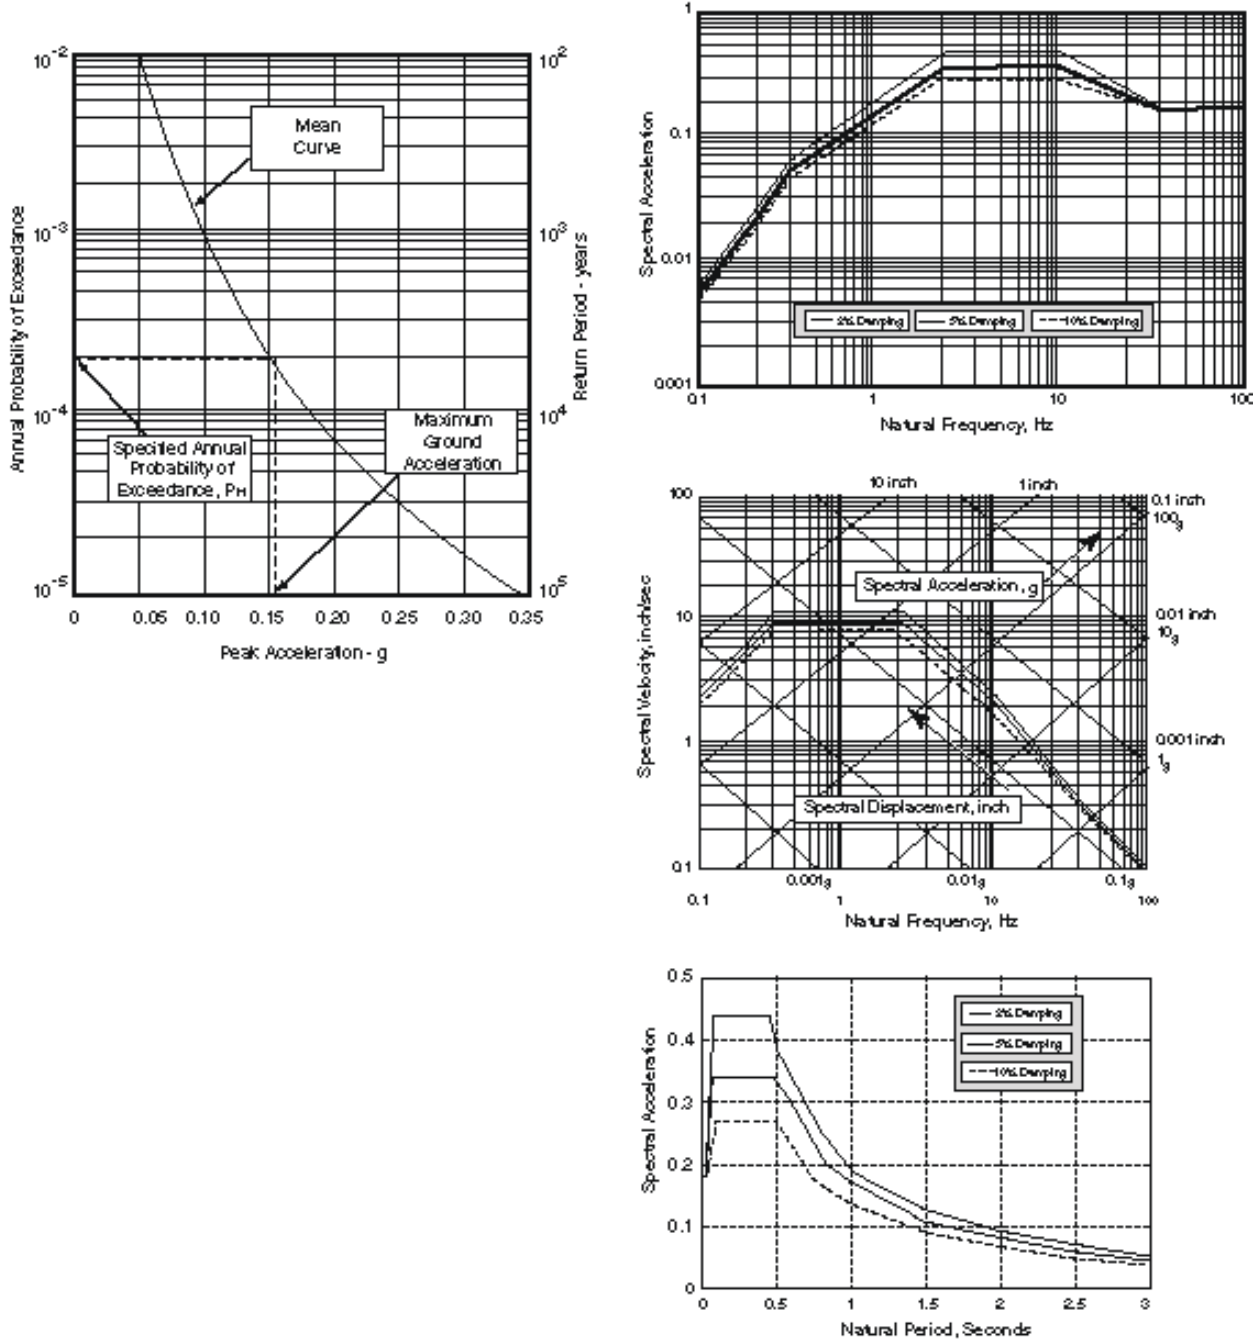 10-2
10-3
10-4
10-5
Annual Probability of Exceedance
Mean
Curve
Specified Annual
Probability of
Exceedance, PH
Maximum
Ground
Acceleration
102
103
104
105
Return Period - years
0 0.05 0.10 0.15 0.20 0.25 0.30 0.35
Peak Acceleration - g
1
0.1
0.01
0.001
Spectral Acceleration
2% Damping 5% Damping 10% Damping
0.1 1 10 100
Natural Frequency, Hz
10 inch 1 inch
0.1 inch
100g
0.01 inch
10g
0.001 inch
1g
100
10
1
0.1
Spectral Velocity, inch/sec
Spectral Acceleration, g
Spectral Displacement, inch
0.001g 0.01g 0.1g
0.1 1 10 100
Natural Frequency, Hz
0.5
0.4
0.3
0.2
0.1
0
Spectral Acceleration
2% Damping
5% Damping
10% Damping
0 0.5 1 1.5 2 2.5 3
Natural Period, Seconds